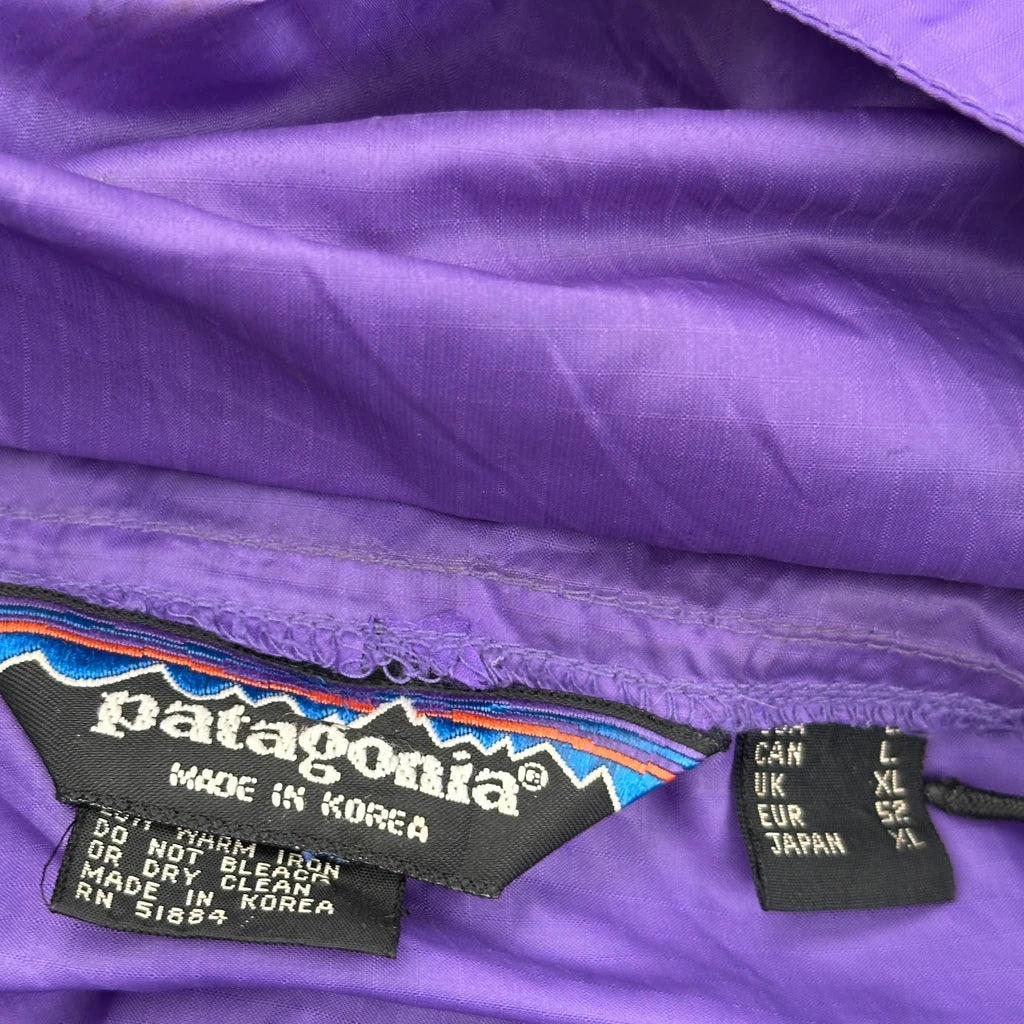 patagonia®
MADE IN KOREA
WARM IRON
DO NOT BLEACH
OR DRY CLEAN
MADE IN KOREA
RN 51884
CAN L
UK XL
EUR 52
JAPAN XL